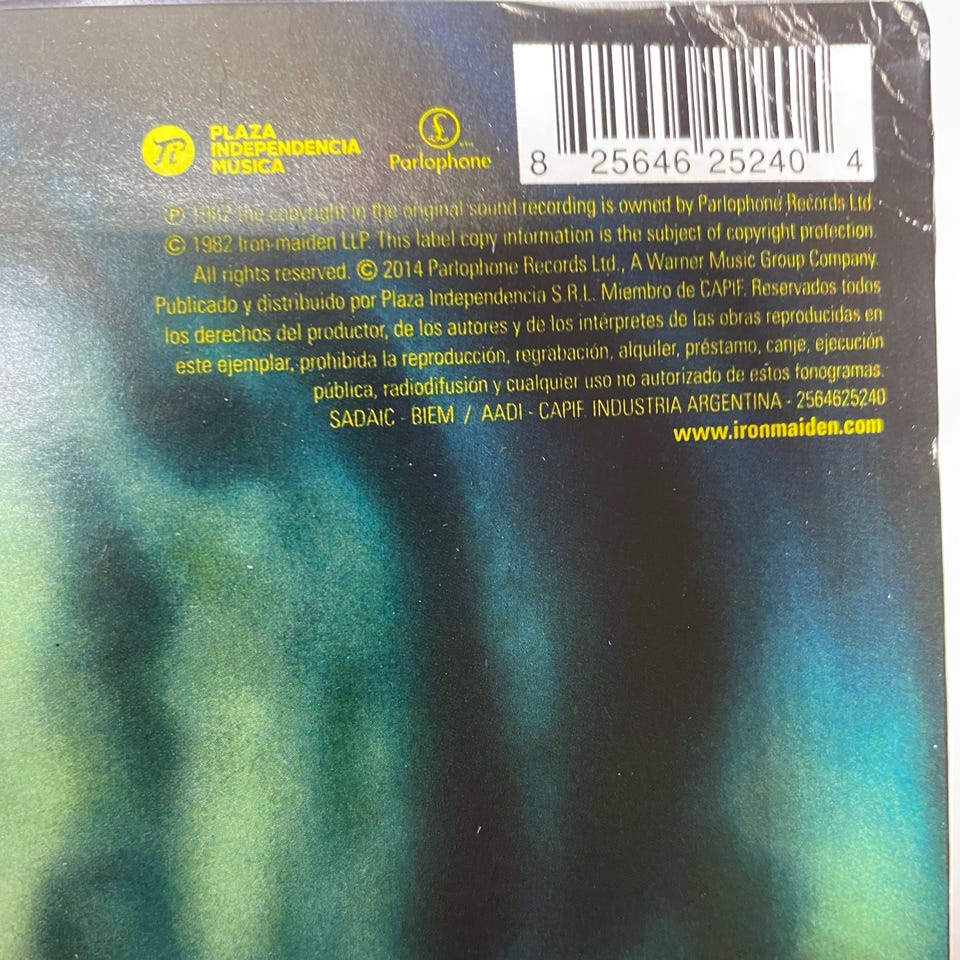 PLAZA
INDEPENDENCIA
MÚSICA
Parlophone
8 25646 25240 4
Ⓟ 1982 the copyright in the original sound recording is owned by Parlophone Records Ltd.
© 1982 Iron maiden LLP. This label copy information is the subject of copyright protection.
All rights reserved. © 2014 Parlophone Records Ltd., A Warner Music Group Company.
Publicado y distribuido por Plaza Independencia S.R.L. Miembro de CAPIF. Reservados todos
los derechos del productor, de los autores y de los intérpretes de las obras reproducidas en
este ejemplar, prohibida la reproducción, regrabación, alquiler, préstamo, canje, ejecución
pública, radiodifusión y cualquier uso no autorizado de estos fonogramas.
SADAIC - BIEM / AADI - CAPIF INDUSTRIA ARGENTINA - 2564625240
www.ironmaiden.com